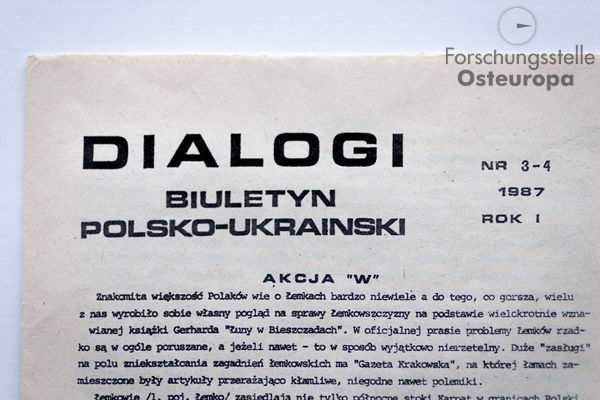 Forschungsstelle
Osteuropa
DIALOGI
BIULETYN
POLSKO-UKRAINSKI
NR 3-4
1987
ROK I
AKCJA "W"
Znakomita większość Polaków wie o Łemkach bardzo niewiele a do tego, co gorsza, wielu
z nas wyrobiło sobie własny pogląd na sprawy Łemkowszczyzny na podstawie wielokrotnie wzna-
wianej książki Gerharda "Łuny w Bieszczadach". W oficjalnej prasie problemy Łemków rzad-
ko są w ogóle poruszane, a jeżeli nawet - to w sposób wyjątkowo nierzetelny. Duże "zasługi"
na polu zniekształcania zagadnień łemkowskich ma "Gazeta Krakowska", na której łamach za-
mieszczone były artykuły przerażająco kłamliwe, niegodne nawet polemiki.
Łemkowie /l. poj. Łemko/ zasiedlają nie tylko północne stoki Karpat w granicach Polski